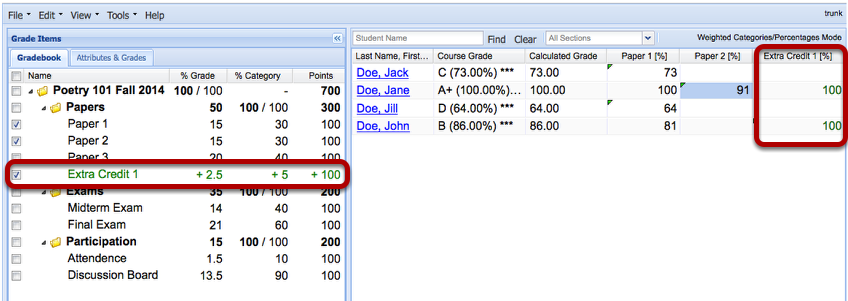 File Edit View Tools Help trunk
Grade Items
Gradebook Attributes & Grades
Name % Grade % Category Points
Poetry 101 Fall 2014 100 / 100 - 700
Papers 50 100 / 100 300
Paper 1 15 30 100
Paper 2 15 30 100
Paper 3 20 40 100
Extra Credit 1 + 2.5 + 5 + 100
Exams 35 100 / 100 200
Midterm Exam 14 40 100
Final Exam 21 60 100
Participation 15 100 / 100 200
Attendence 1.5 10 100
Discussion Board 13.5 90 100
Student Name Find Clear All Sections Weighted Categories/Percentages Mode
Last Name, First... Course Grade Calculated Grade Paper 1 [%] Paper 2 [%] Extra Credit 1 [%]
Doe, Jack C (73.00%) *** 73.00 73
Doe, Jane A+ (100.00%)... 100.00 100 91 100
Doe, Jill D (64.00%) *** 64.00 64
Doe, John B (86.00%) *** 86.00 81 100